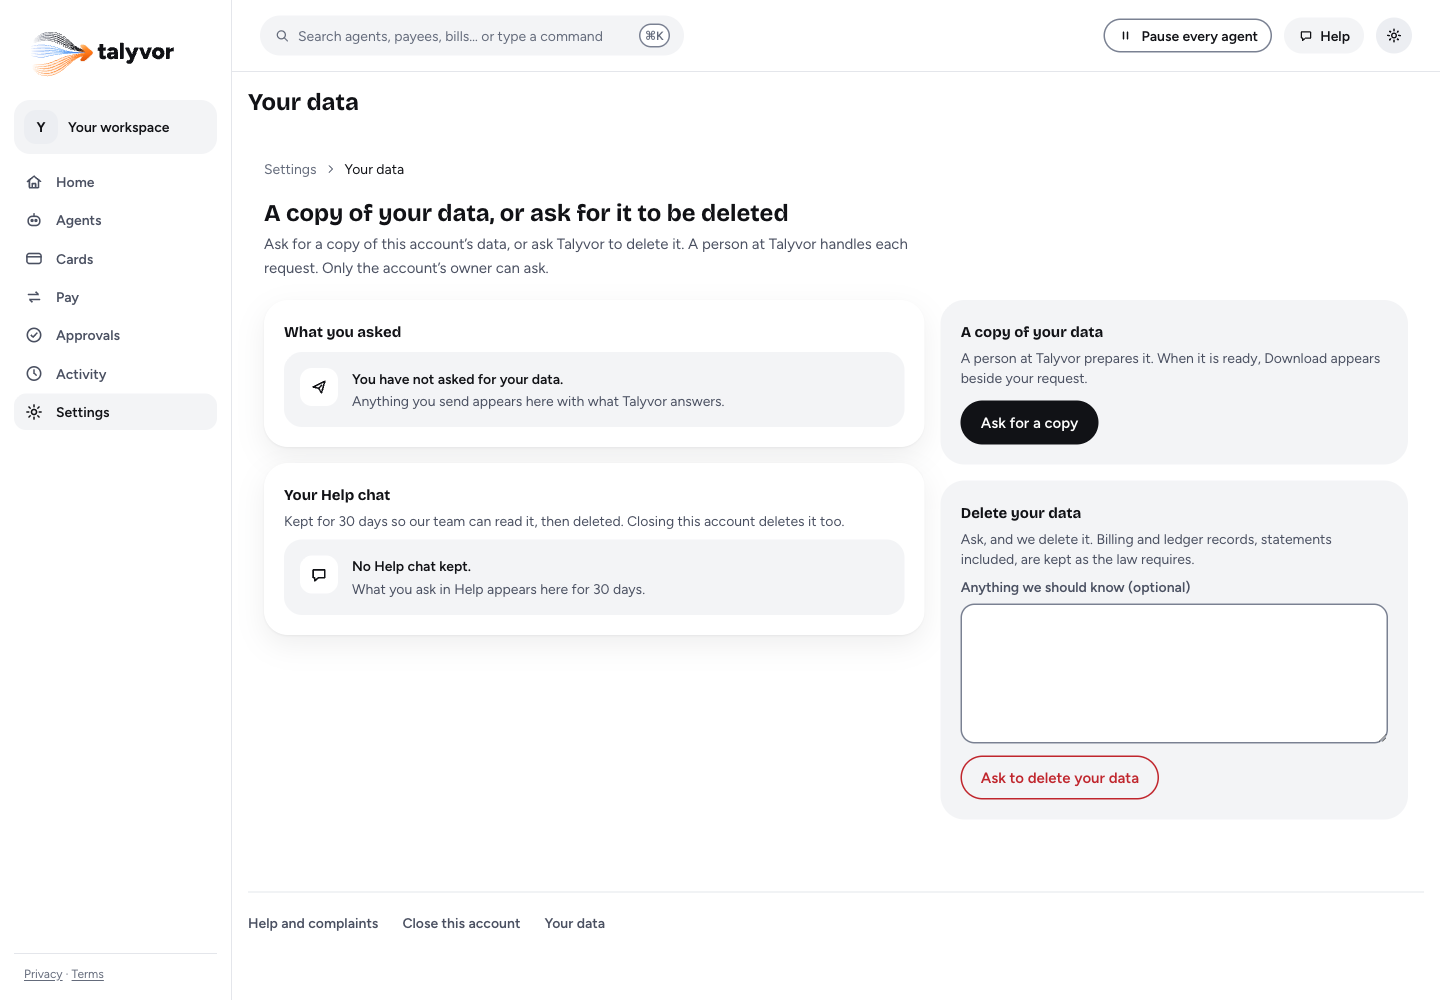 talyvor
Search agents, payees, bills... or type a command
⌘K
Pause every agent
Help
Y
Your workspace
Home
Agents
Cards
Pay
Approvals
Activity
Settings
Privacy · Terms
Your data
Settings > Your data
A copy of your data, or ask for it to be deleted
Ask for a copy of this account’s data, or ask Talyvor to delete it. A person at Talyvor handles each
request. Only the account’s owner can ask.
What you asked
You have not asked for your data.
Anything you send appears here with what Talyvor answers.
Your Help chat
Kept for 30 days so our team can read it, then deleted. Closing this account deletes it too.
No Help chat kept.
What you ask in Help appears here for 30 days.
A copy of your data
A person at Talyvor prepares it. When it is ready, Download appears
beside your request.
Ask for a copy
Delete your data
Ask, and we delete it. Billing and ledger records, statements
included, are kept as the law requires.
Anything we should know (optional)
Ask to delete your data
Help and complaints
Close this account
Your data